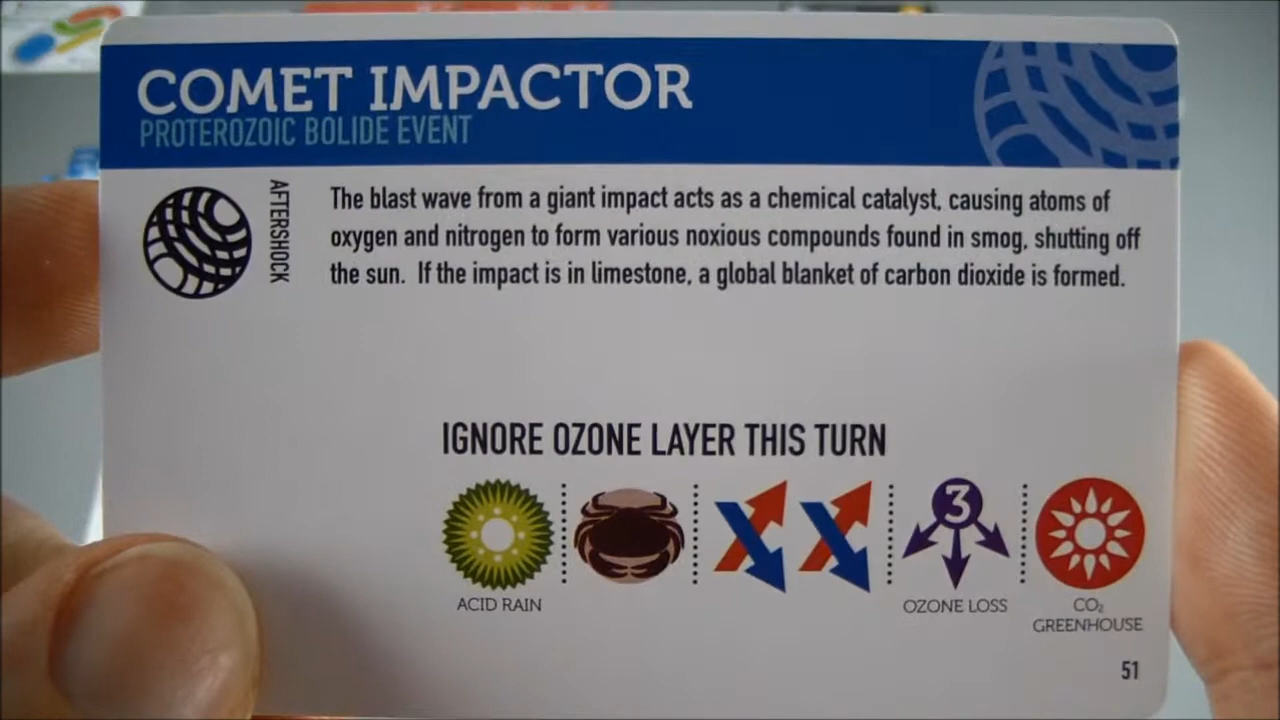 COMET IMPACTOR
PROTEROZOIC BOLIDE EVENT
AFTERSHOCK
The blast wave from a giant impact acts as a chemical catalyst, causing atoms of
oxygen and nitrogen to form various noxious compounds found in smog, shutting off
the sun. If the impact is in limestone, a global blanket of carbon dioxide is formed.
IGNORE OZONE LAYER THIS TURN
3
ACID RAIN
OZONE LOSS
CO₂
GREENHOUSE
51